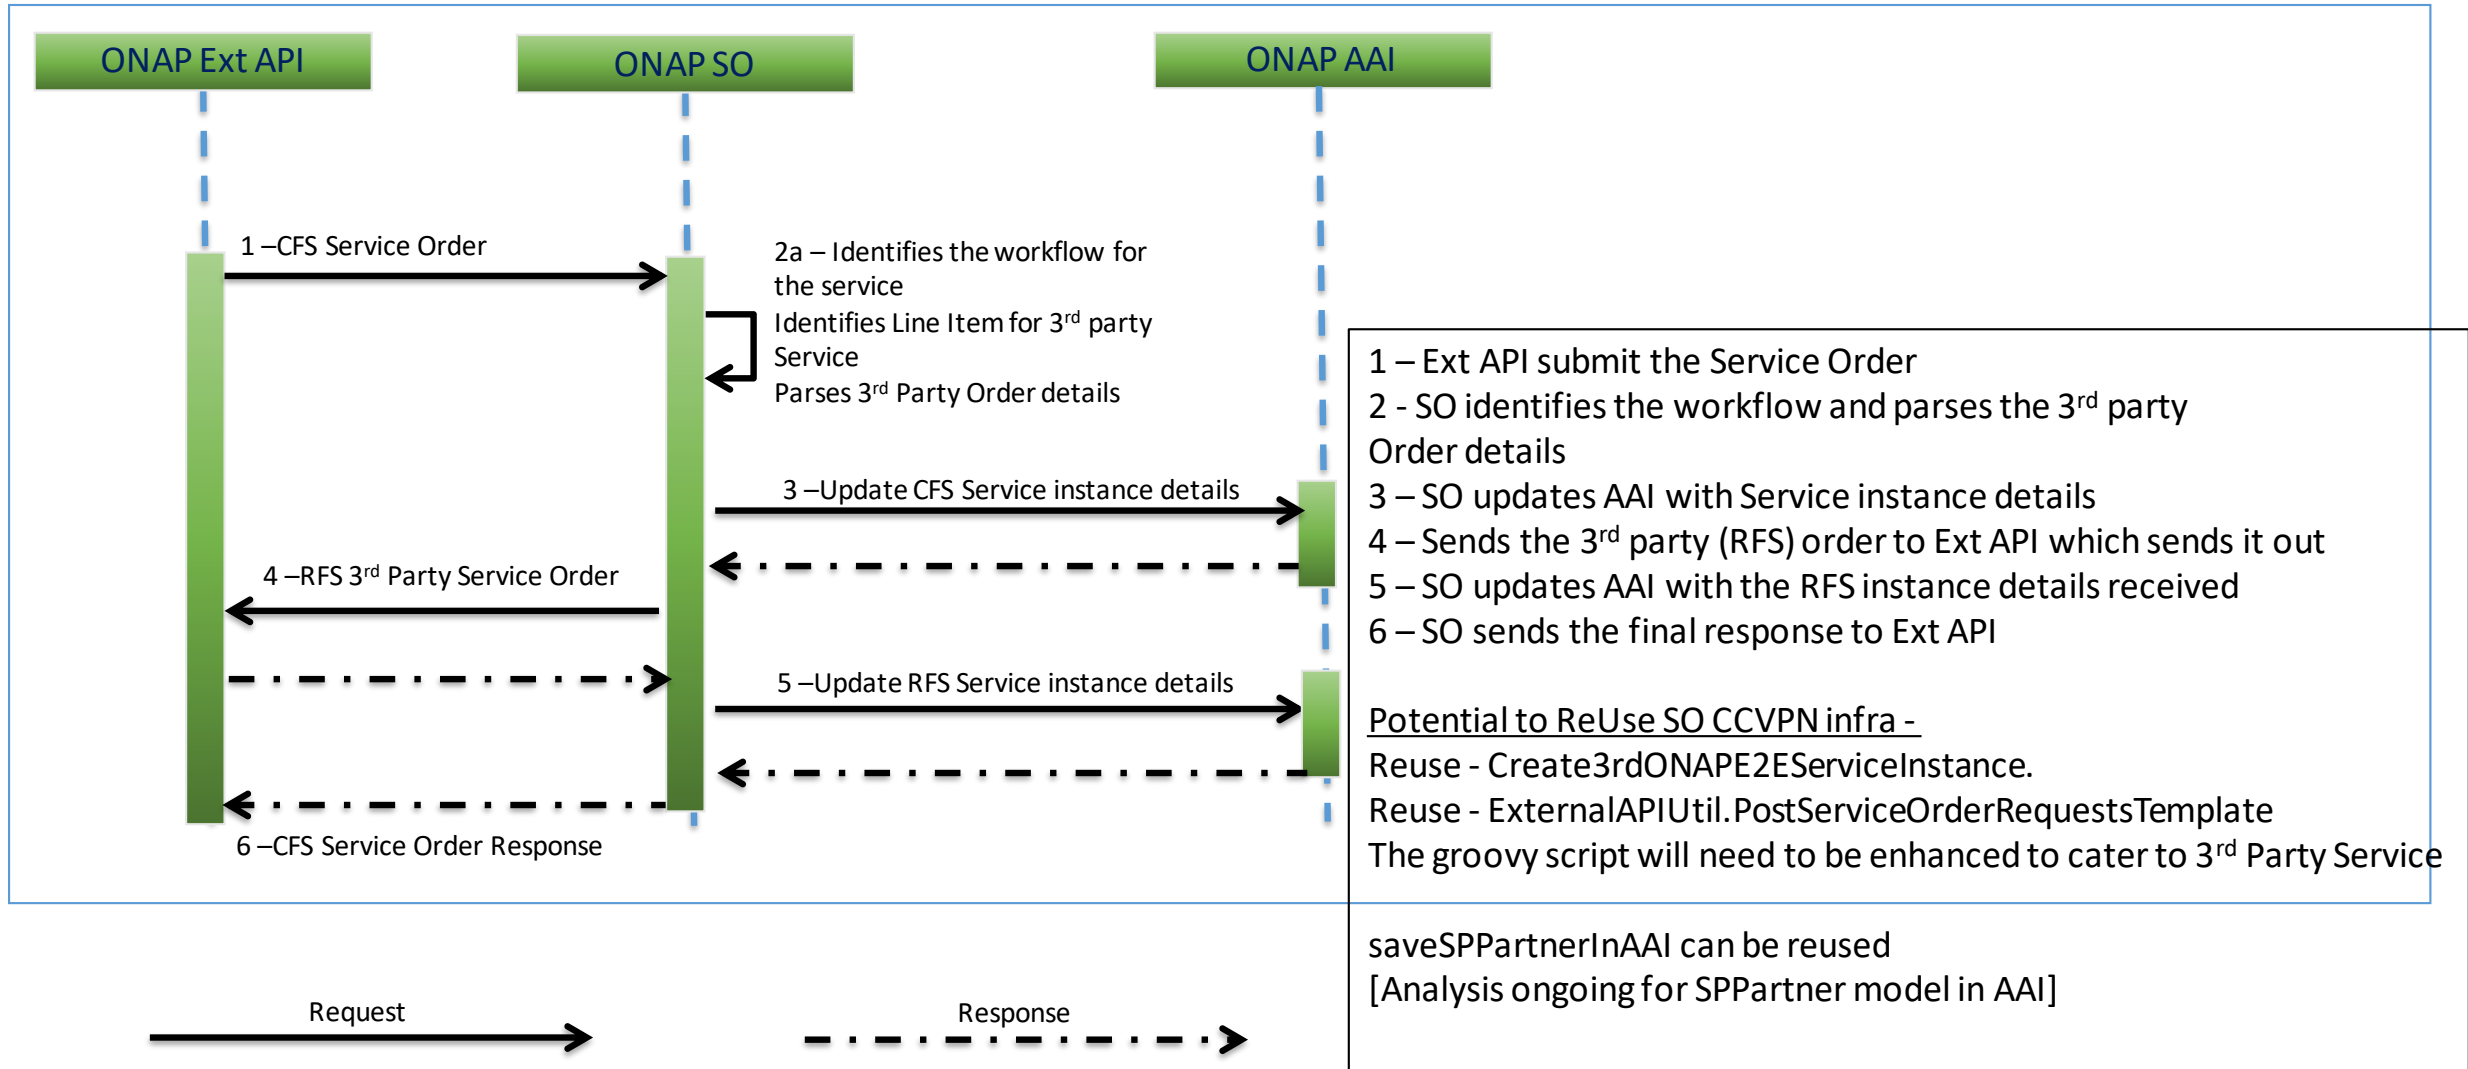 ONAP Ext API
ONAP SO
ONAP AAI
1 –CFS Service Order
2a – Identifies the workflow for
the service
Identifies Line Item for 3rd party
Service
Parses 3rd Party Order details
3 –Update CFS Service instance details
4 –RFS 3rd Party Service Order
5 –Update RFS Service instance details
6 –CFS Service Order Response
1 – Ext API submit the Service Order
2 - SO identifies the workflow and parses the 3rd party
Order details
3 – SO updates AAI with Service instance details
4 – Sends the 3rd party (RFS) order to Ext API which sends it out
5 – SO updates AAI with the RFS instance details received
6 – SO sends the final response to Ext API
Potential to ReUse SO CCVPN infra -
Reuse - Create3rdONAPE2EServiceInstance.
Reuse - ExternalAPIUtil.PostServiceOrderRequestsTemplate
The groovy script will need to be enhanced to cater to 3rd Party Service
saveSPPartnerInAAI can be reused
[Analysis ongoing for SPPartner model in AAI]
Request
Response